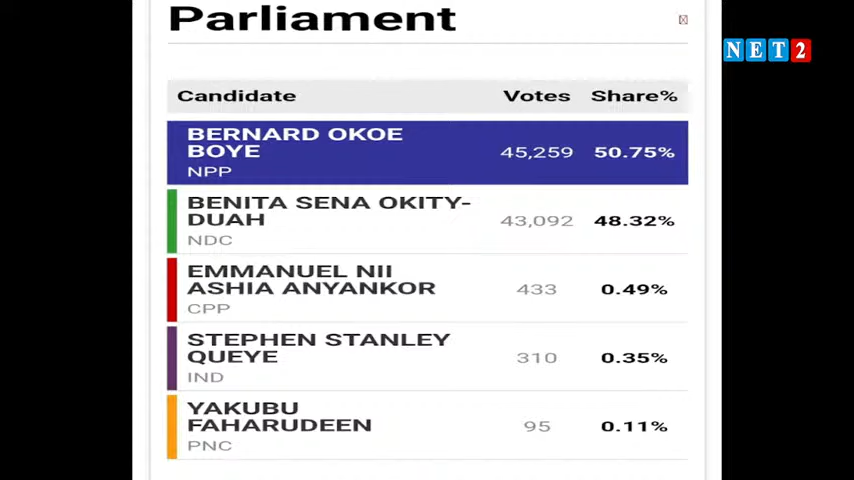 Parliament
NET2
Candidate Votes Share%
BERNARD OKOE
BOYE
45,259 50.75%
NPP
BENITA SENA OKITY-
DUAH
43,092 48.32%
NDC
EMMANUEL NII
ASHIA ANYANKOR
433 0.49%
CPP
STEPHEN STANLEY
QUEYE
310 0.35%
IND
YAKUBU
FAHARUDEEN
95 0.11%
PNC